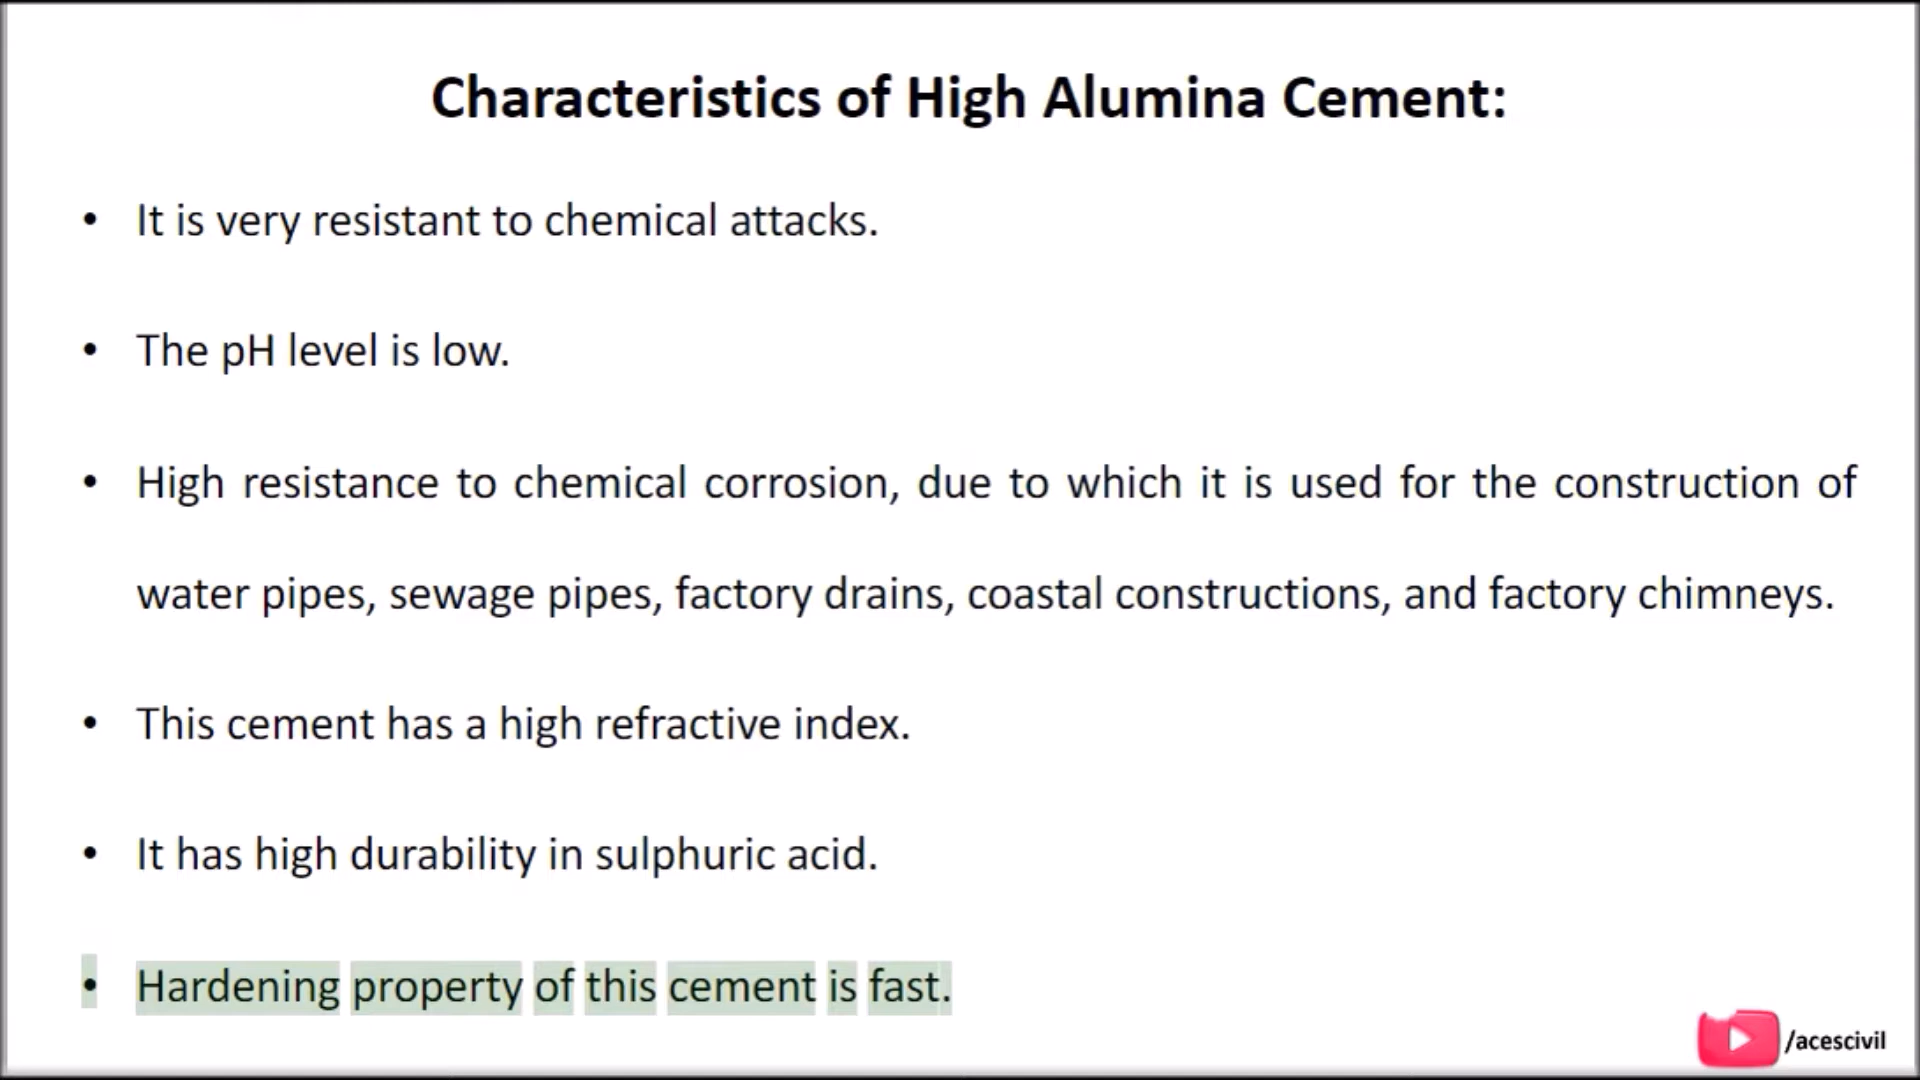 Characteristics of High Alumina Cement:
• It is very resistant to chemical attacks.
• The pH level is low.
• High resistance to chemical corrosion, due to which it is used for the construction of
water pipes, sewage pipes, factory drains, coastal constructions, and factory chimneys.
• This cement has a high refractive index.
• It has high durability in sulphuric acid.
• Hardening property of this cement is fast.
/acescivil